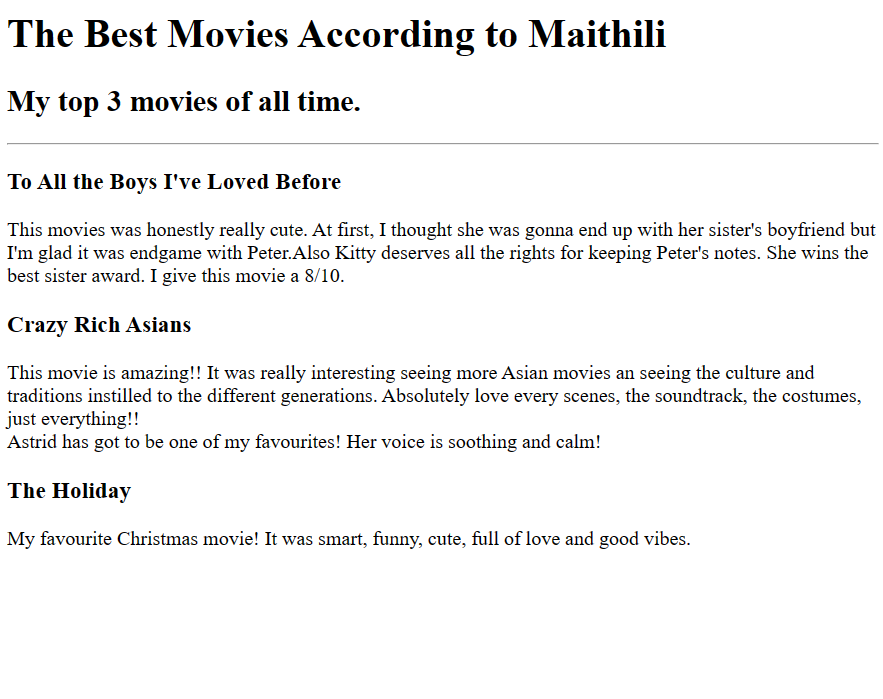 The Best Movies According to Maithili
My top 3 movies of all time.
To All the Boys I've Loved Before
This movies was honestly really cute. At first, I thought she was gonna end up with her sister's boyfriend but
I'm glad it was endgame with Peter.Also Kitty deserves all the rights for keeping Peter's notes. She wins the
best sister award. I give this movie a 8/10.
Crazy Rich Asians
This movie is amazing!! It was really interesting seeing more Asian movies an seeing the culture and
traditions instilled to the different generations. Absolutely love every scenes, the soundtrack, the costumes,
just everything!!
Astrid has got to be one of my favourites! Her voice is soothing and calm!
The Holiday
My favourite Christmas movie! It was smart, funny, cute, full of love and good vibes.